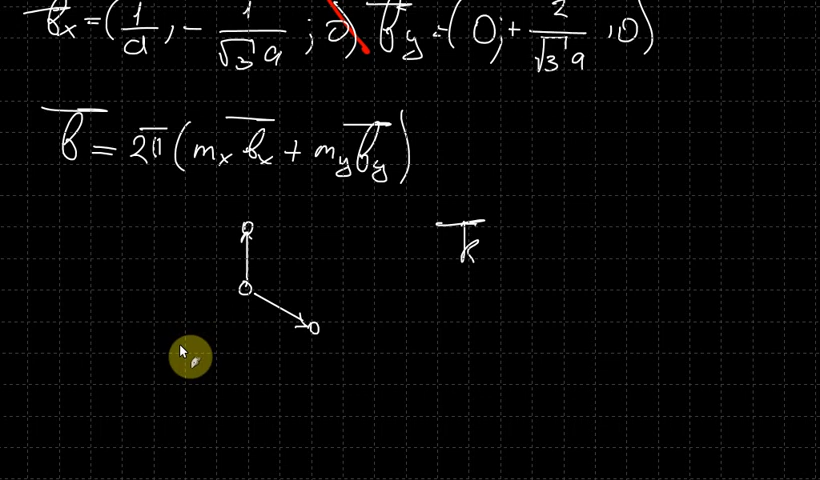 b̅x = (1/a, - 1/√3 a ; 0) b̅y = (0; + 2/√3 a , 0)
b̅ = 2π (mx b̅x + my b̅y)
k̅